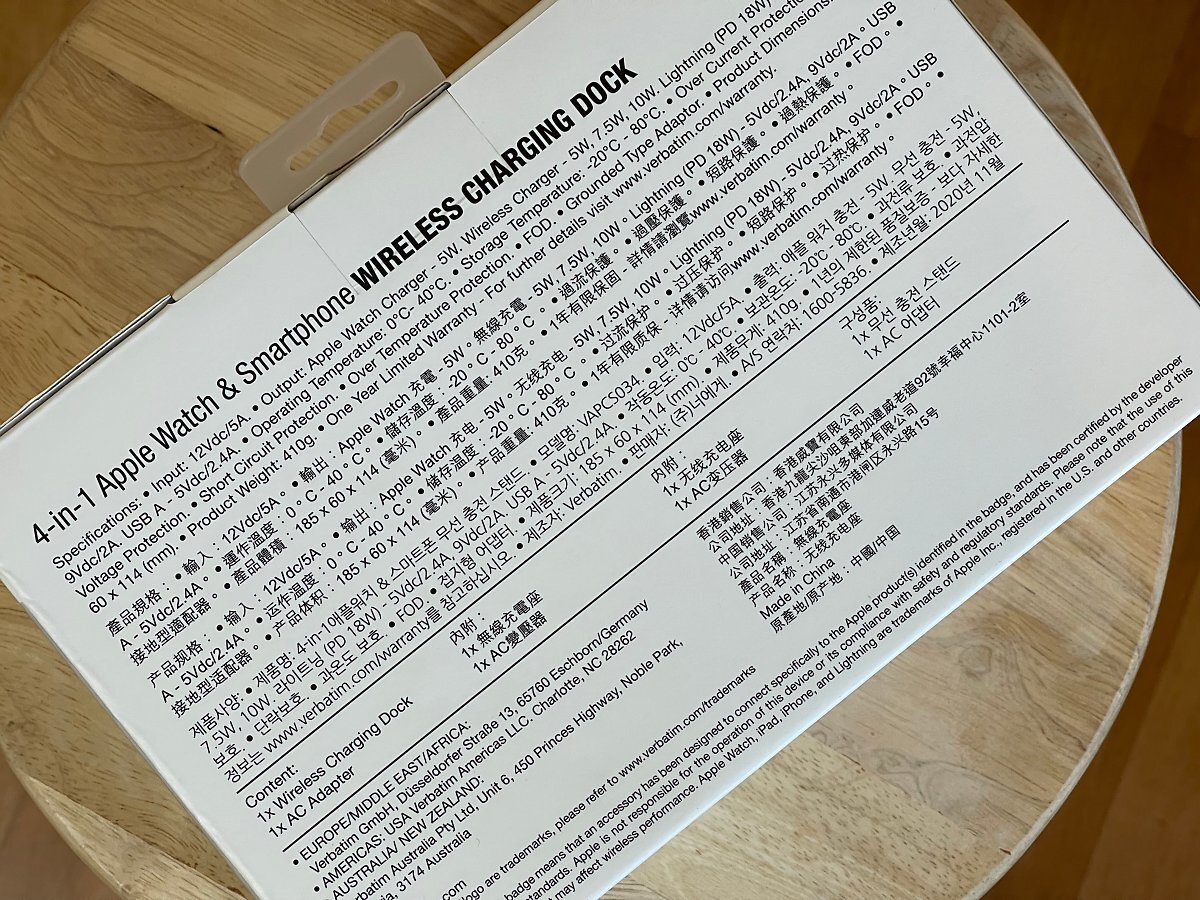 4-in-1 Apple Watch & Smartphone WIRELESS CHARGING DOCK
Specifications: • Input: 12Vdc/5A. • Output: Apple Watch Charger - 5W, Wireless Charger - 5W, 7.5W, 10W. Lightning (PD 18W)
9Vdc/2A. USB A - 5Vdc/2.4A. • Operating Temperature: 0°C- 40°C. • Storage Temperature: -20°C - 80°C. • Over Current Protection
Voltage Protection. • Short Circuit Protection. • Over Temperature Protection. • FOD. • Grounded Type Adaptor. • Product Dimensions:
60 x 114 (mm). • Product Weight: 410g. • One Year Limited Warranty - For further details visit www.verbatim.com/warranty.
產品規格： • 輸入：12Vdc/5A。 • 輸出：Apple Watch 充電 - 5W。無線充電 - 5W, 7.5W, 10W。Lightning (PD 18W) - 5Vdc/2.4A, 9Vdc/2A。USB
A - 5Vdc/2.4A。 • 運作溫度：0°C - 40°C。 • 儲存溫度：-20°C - 80°C。 • 過流保護。 • 過壓保護。 • 短路保護。 • 過熱保護。 • FOD。 •
接地型適配器。 • 產品體積：185 x 60 x 114 (毫米)。 • 產品重量: 410克。 • 1年有限保固 - 詳情請瀏覽www.verbatim.com/warranty。
产品规格： • 输入：12Vdc/5A。 • 输出：Apple Watch 充电 - 5W。无线充电 - 5W, 7.5W, 10W。Lightning (PD 18W) - 5Vdc/2.4A, 9Vdc/2A。USB
A - 5Vdc/2.4A。 • 运作温度：0°C - 40°C。 • 储存温度：-20°C - 80°C。 • 过流保护。 • 过压保护。 • 短路保护。 • 过热保护。 • FOD。 •
接地型适配器。 • 产品体积：185 x 60 x 114 (毫米)。 • 产品重量: 410克。 • 1年有限质保 - 详情请访问www.verbatim.com/warranty。
제품사양: • 제품명: 4-in-1애플워치 & 스마트폰 무선 충전 스탠드 • 모델명: VAPCS034. • 입력: 12Vdc/5A. • 출력: 애플 워치 충전 - 5W. 무선 충전 - 5W,
7.5W, 10W, 라이트닝 (PD 18W) - 5Vdc/2.4A, 9Vdc/2A, USB A - 5Vdc/2.4A. • 작동온도: 0℃- 40℃. • 보관온도: -20℃- 80℃. • 과전류 보호. • 과전압
보호. • 단락보호. • 과온도 보호. • FOD • 접지형 어댑터. • 제품크기: 185 x 60 x 114 (mm) • 제품무게: 410g. • 1년의 제한된 품질보증 - 보다 자세한
정보는 www.verbatim.com/warranty를 참고하십시오. • 제조자: Verbatim. • 판매자: (주)너에게. • A/S 연락처: 1600-5836. • 제조년월: 2020년 11월
Content:
1x Wireless Charging Dock
1x AC Adapter
內附：
1x 無線充電座
1x AC變壓器
内附：
1x 无线充电座
1x AC变压器
구성품:
1x 무선 충전 스탠드
1x AC 어댑터
• EUROPE/MIDDLE EAST/AFRICA:
Verbatim GmbH, Düsseldorfer Straße 13, 65760 Eschborn/Germany
• AMERICAS: USA Verbatim Americas LLC, Charlotte, NC 28262
AUSTRALIA/ NEW ZEALAND:
Verbatim Australia Pty Ltd, Unit 6, 450 Princes Highway, Noble Park,
3174 Australia
香港銷售公司：香港威寶有限公司
公司地址：香港九龍尖沙咀東部加連威老道92號幸福中心1101-2室
中国销售公司：江苏永兴多媒体有限公司
公司地址：江苏省南通市港闸区永兴路15号
產品名稱：無線充電座
产品名称：无线充电座
Made in China
原產地/原产地：中國/中国
.com
logo are trademarks, please refer to www.verbatim.com/trademarks
badge means that an accessory has been designed to connect specifically to the Apple product(s) identified in the badge, and has been certified by the developer
standards. Apple is not responsible for the operation of this device or its compliance with safety and regulatory standards. Please note that the use of this
may affect wireless performance. Apple Watch, iPad, iPhone, and Lightning are trademarks of Apple Inc., registered in the U.S. and other countries.